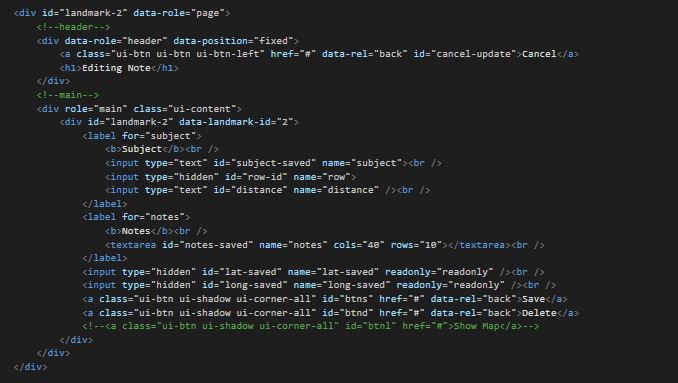 <div id="landmark-2" data-role="page">
<!--header-->
<div data-role="header" data-position="fixed">
<a class="ui-btn ui-btn ui-btn-left" href="#" data-rel="back" id="cancel-update">Cancel</a>
<h1>Editing Note</h1>
</div>
<!--main-->
<div role="main" class="ui-content">
<div id="landmark-2" data-landmark-id="2">
<label for="subject">
<b>Subject</b><br />
<input type="text" id="subject-saved" name="subject"><br />
<input type="hidden" id="row-id" name="row">
<input type="text" id="distance" name="distance" /><br />
</label>
<label for="notes">
<b>Notes</b><br />
<textarea id="notes-saved" name="notes" cols="40" rows="10"></textarea><br />
</label>
<input type="hidden" id="lat-saved" name="lat-saved" readonly="readonly" /><br />
<input type="hidden" id="long-saved" name="long-saved" readonly="readonly" /><br />
<a class="ui-btn ui-shadow ui-corner-all" id="btns" href="#" data-rel="back">Save</a>
<a class="ui-btn ui-shadow ui-corner-all" id="btnd" href="#" data-rel="back">Delete</a>
<!--<a class="ui-btn ui-shadow ui-corner-all" id="btnl" href="#">Show Map</a>-->
</div>
</div>
</div>